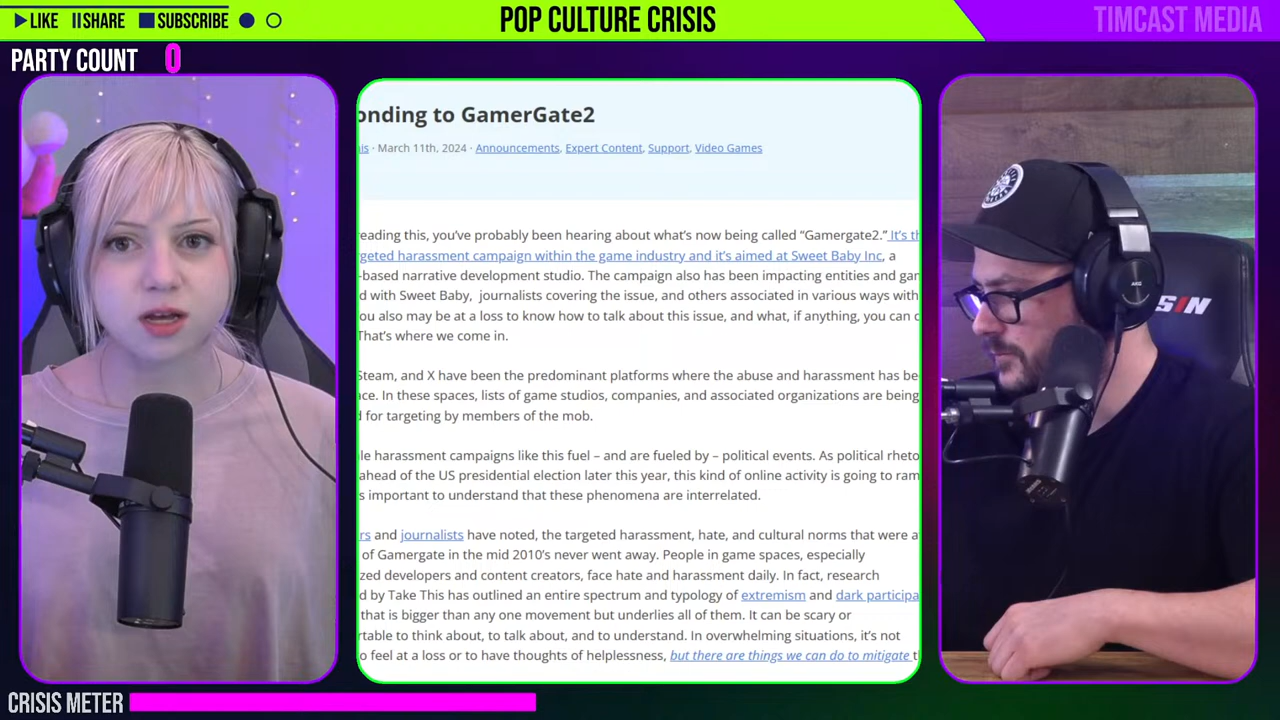 LIKE SHARE SUBSCRIBE
POP CULTURE CRISIS
TIMCAST MEDIA
PARTY COUNT 0
onding to GamerGate2
is · March 11th, 2024 · Announcements, Expert Content, Support, Video Games
eading this, you've probably been hearing about what's now being called “Gamergate2.” It's th
geted harassment campaign within the game industry and it's aimed at Sweet Baby Inc, a
-based narrative development studio. The campaign also has been impacting entities and gar
d with Sweet Baby, journalists covering the issue, and others associated in various ways with
ou also may be at a loss to know how to talk about this issue, and what, if anything, you can c
That's where we come in.
Steam, and X have been the predominant platforms where the abuse and harassment has be
ace. In these spaces, lists of game studios, companies, and associated organizations are being
d for targeting by members of the mob.
le harassment campaigns like this fuel – and are fueled by – political events. As political rheto
ahead of the US presidential election later this year, this kind of online activity is going to ram
s important to understand that these phenomena are interrelated.
rs and journalists have noted, the targeted harassment, hate, and cultural norms that were a
of Gamergate in the mid 2010's never went away. People in game spaces, especially
zed developers and content creators, face hate and harassment daily. In fact, research
d by Take This has outlined an entire spectrum and typology of extremism and dark participa
that is bigger than any one movement but underlies all of them. It can be scary or
rtable to think about, to talk about, and to understand. In overwhelming situations, it's not
o feel at a loss or to have thoughts of helplessness, but there are things we can do to mitigate t
AKG
CRISIS METER